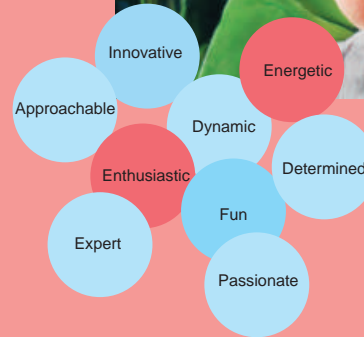 Innovative
Energetic
Approachable
Dynamic
Determined
Enthusiastic
Fun
Expert
Passionate